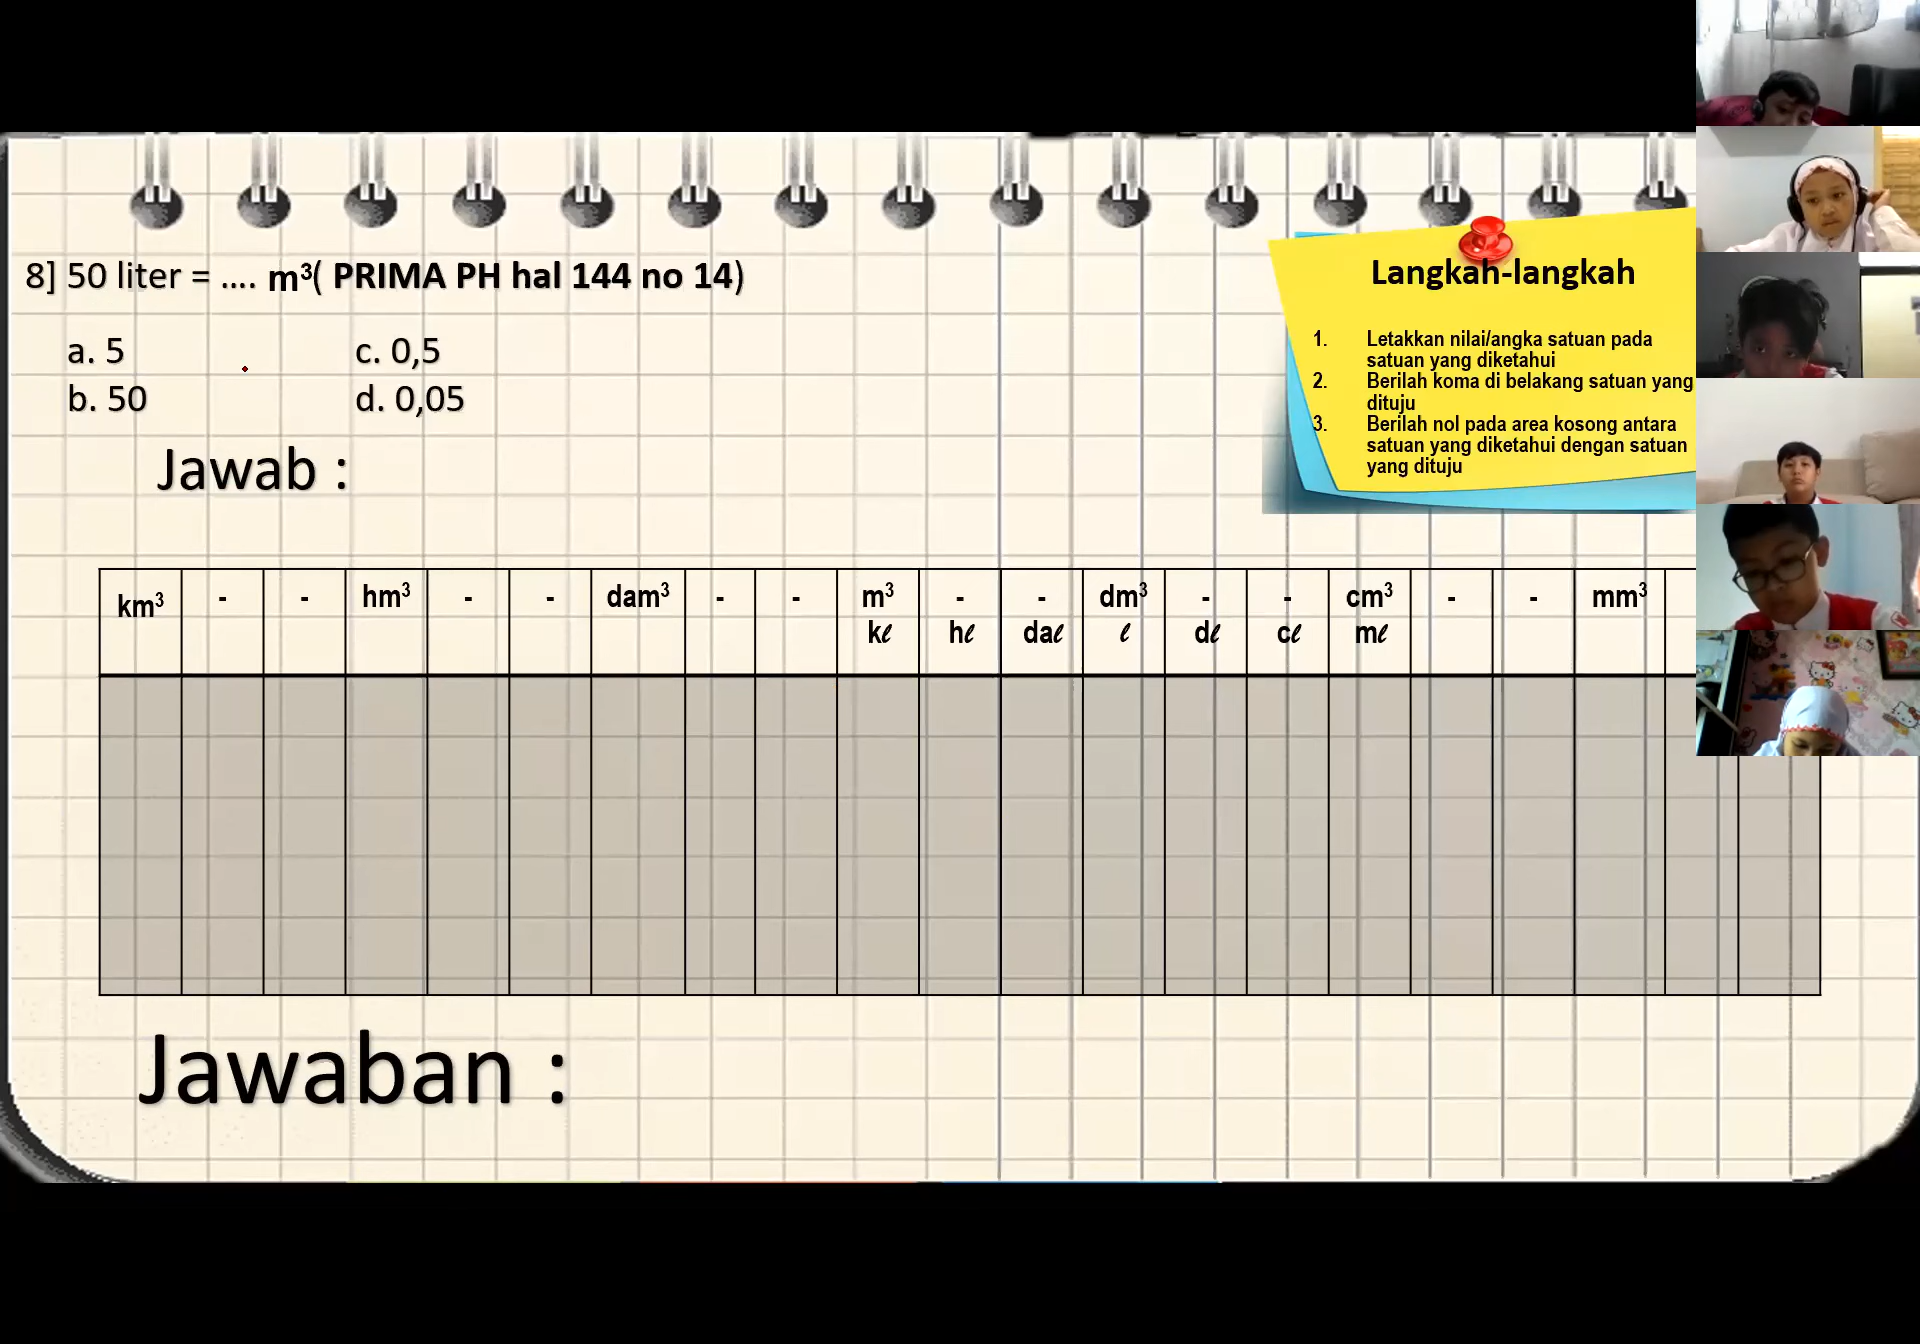 8] 50 liter = .... m³( PRIMA PH hal 144 no 14)
a. 5 c. 0,5
b. 50 d. 0,05
Jawab :
Langkah-langkah
1. Letakkan nilai/angka satuan pada
satuan yang diketahui
2. Berilah koma di belakang satuan yang
dituju
3. Berilah nol pada area kosong antara
satuan yang diketahui dengan satuan
yang dituju
km³ - - hm³ - - dam³ - - m³ - - dm³ - - cm³ - - mm³
kℓ hℓ daℓ ℓ dℓ cℓ mℓ
Jawaban :